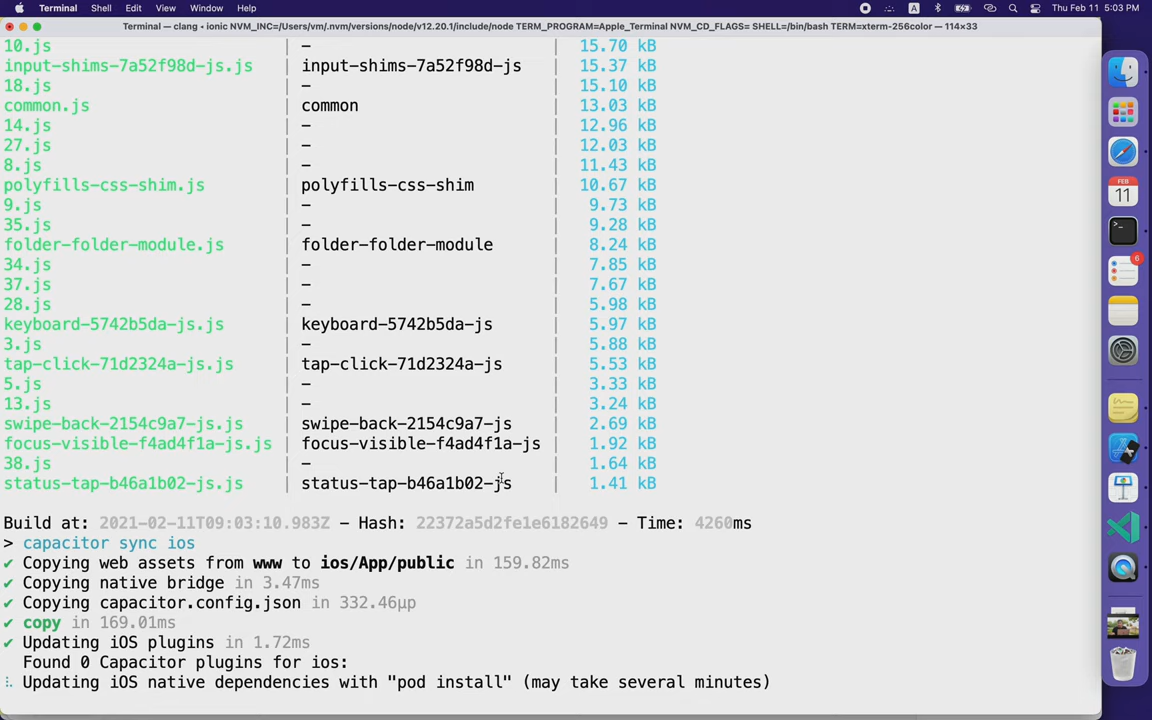 Terminal Shell Edit View Window Help A Thu Feb 11 5:03 PM
Terminal — clang ◂ ionic NVM_INC=/Users/vm/.nvm/versions/node/v12.20.1/include/node TERM_PROGRAM=Apple_Terminal NVM_CD_FLAGS= SHELL=/bin/bash TERM=xterm-256color — 114×33
10.js | – | 15.70 kB
input-shims-7a52f98d-js.js | input-shims-7a52f98d-js | 15.37 kB
18.js | – | 15.10 kB
common.js | common | 13.03 kB
14.js | – | 12.96 kB
27.js | – | 12.03 kB
8.js | – | 11.43 kB
polyfills-css-shim.js | polyfills-css-shim | 10.67 kB
9.js | – | 9.73 kB
35.js | – | 9.28 kB
folder-folder-module.js | folder-folder-module | 8.24 kB
34.js | – | 7.85 kB
37.js | – | 7.67 kB
28.js | – | 5.98 kB
keyboard-5742b5da-js.js | keyboard-5742b5da-js | 5.97 kB
3.js | – | 5.88 kB
tap-click-71d2324a-js.js | tap-click-71d2324a-js | 5.53 kB
5.js | – | 3.33 kB
13.js | – | 3.24 kB
swipe-back-2154c9a7-js.js | swipe-back-2154c9a7-js | 2.69 kB
focus-visible-f4ad4f1a-js.js | focus-visible-f4ad4f1a-js | 1.92 kB
38.js | – | 1.64 kB
status-tap-b46a1b02-js.js | status-tap-b46a1b02-js | 1.41 kB
Build at: 2021-02-11T09:03:10.983Z – Hash: 22372a5d2fe1e6182649 – Time: 4260ms
> capacitor sync ios
✔ Copying web assets from www to ios/App/public in 159.82ms
✔ Copying native bridge in 3.47ms
✔ Copying capacitor.config.json in 332.46μp
✔ copy in 169.01ms
✔ Updating iOS plugins in 1.72ms
Found 0 Capacitor plugins for ios:
Updating iOS native dependencies with "pod install" (may take several minutes)
FEB
11
6